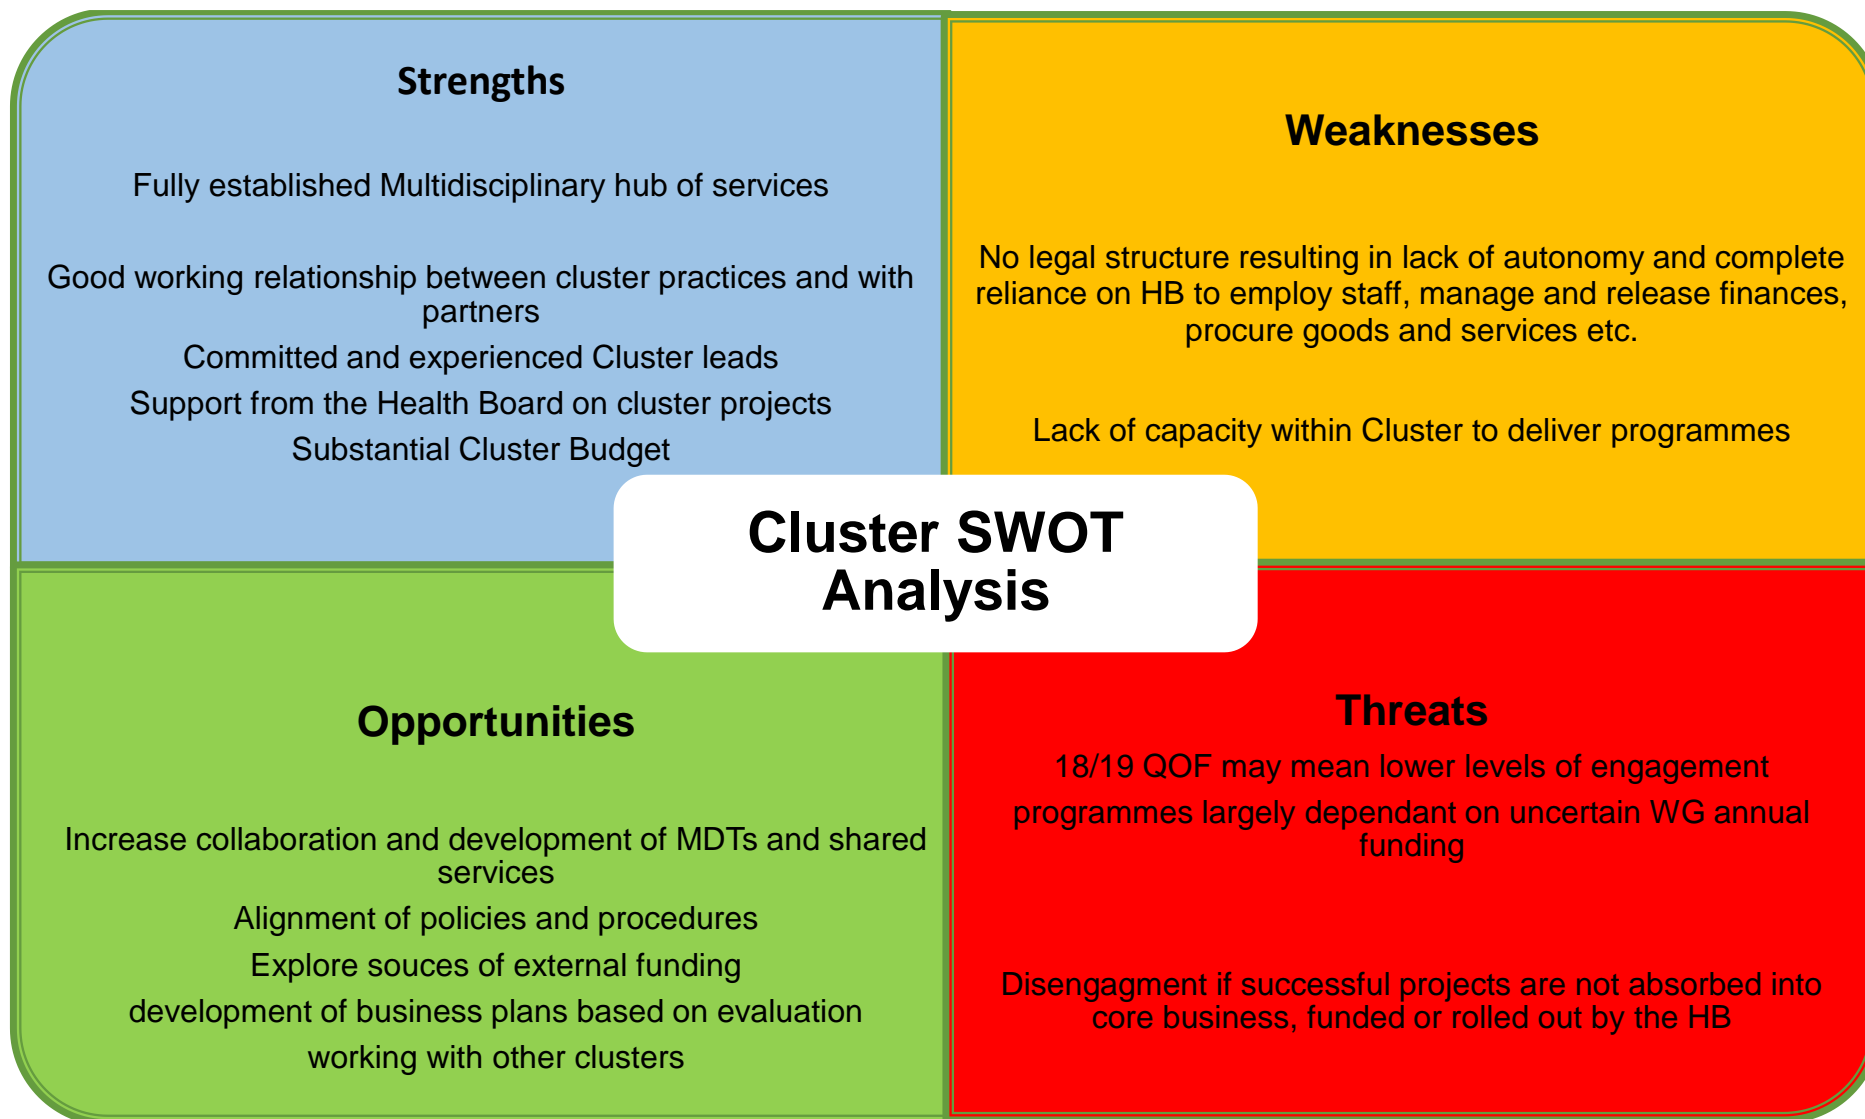 Strengths
Fully established Multidisciplinary hub of services
Good working relationship between cluster practices and with
partners
Committed and experienced Cluster leads
Support from the Health Board on cluster projects
Substantial Cluster Budget
Weaknesses
No legal structure resulting in lack of autonomy and complete
reliance on HB to employ staff, manage and release finances,
procure goods and services etc.
Lack of capacity within Cluster to deliver programmes
Cluster SWOT
Analysis
Opportunities
Increase collaboration and development of MDTs and shared
services
Alignment of policies and procedures
Explore souces of external funding
development of business plans based on evaluation
working with other clusters
Threats
18/19 QOF may mean lower levels of engagement
programmes largely dependant on uncertain WG annual
funding
Disengagment if successful projects are not absorbed into
core business, funded or rolled out by the HB